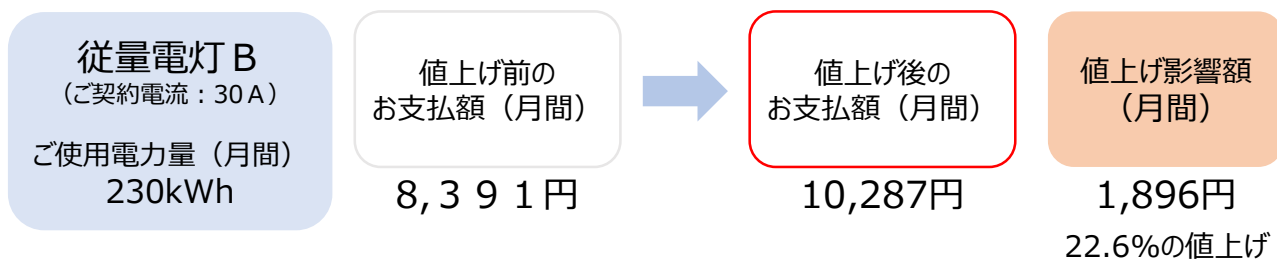 従量電灯Ｂ
（ご契約電流：30Ａ）
ご使用電力量（月間）
230kWh
値上げ前の
お支払額（月間）
8,３９１円
値上げ後の
お支払額（月間）
10,287円
値上げ影響額
（月間）
1,896円
22.6%の値上げ